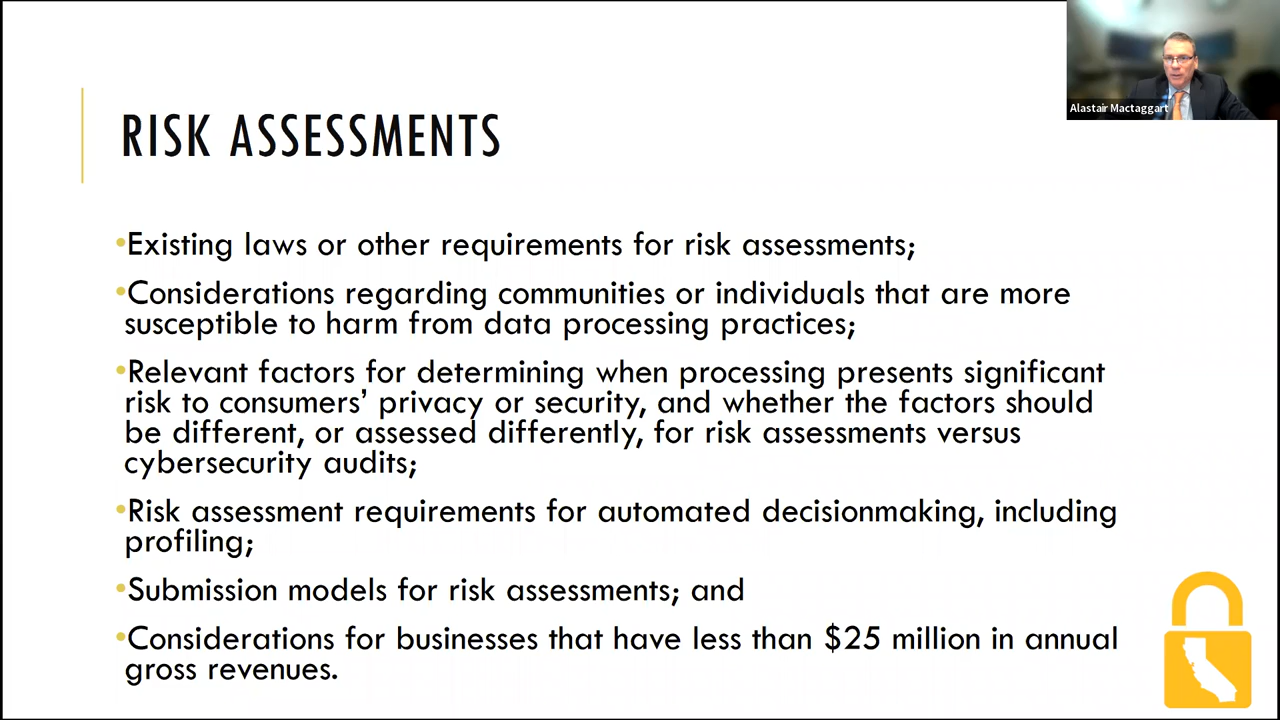 Alastair Mactaggart
RISK ASSESSMENTS
•Existing laws or other requirements for risk assessments;
•Considerations regarding communities or individuals that are more
susceptible to harm from data processing practices;
•Relevant factors for determining when processing presents significant
risk to consumers’ privacy or security, and whether the factors should
be different, or assessed differently, for risk assessments versus
cybersecurity audits;
•Risk assessment requirements for automated decisionmaking, including
profiling;
•Submission models for risk assessments; and
•Considerations for businesses that have less than $25 million in annual
gross revenues.